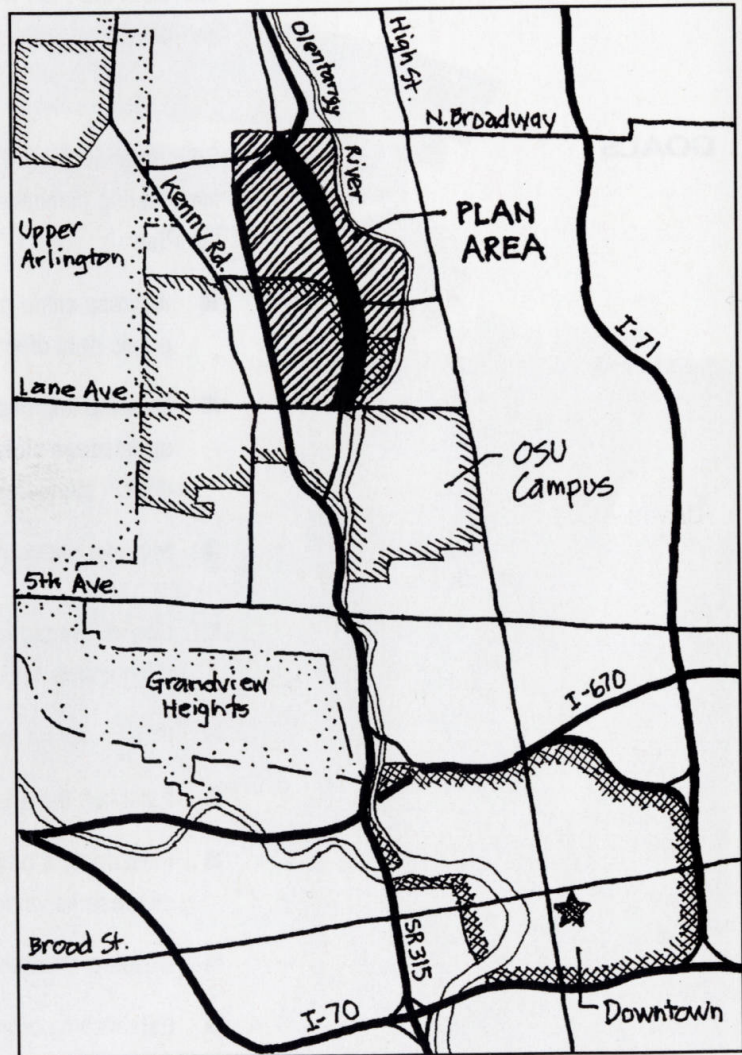 GOALS
Olentangy
River
High St.
N. Broadway
Kenny Rd.
PLAN
AREA
Upper
Arlington
I-71
Lane Ave.
OSU
Campus
5th Ave.
Grandview
Heights
I-670
Broad St.
SR 315
I-70
Downtown